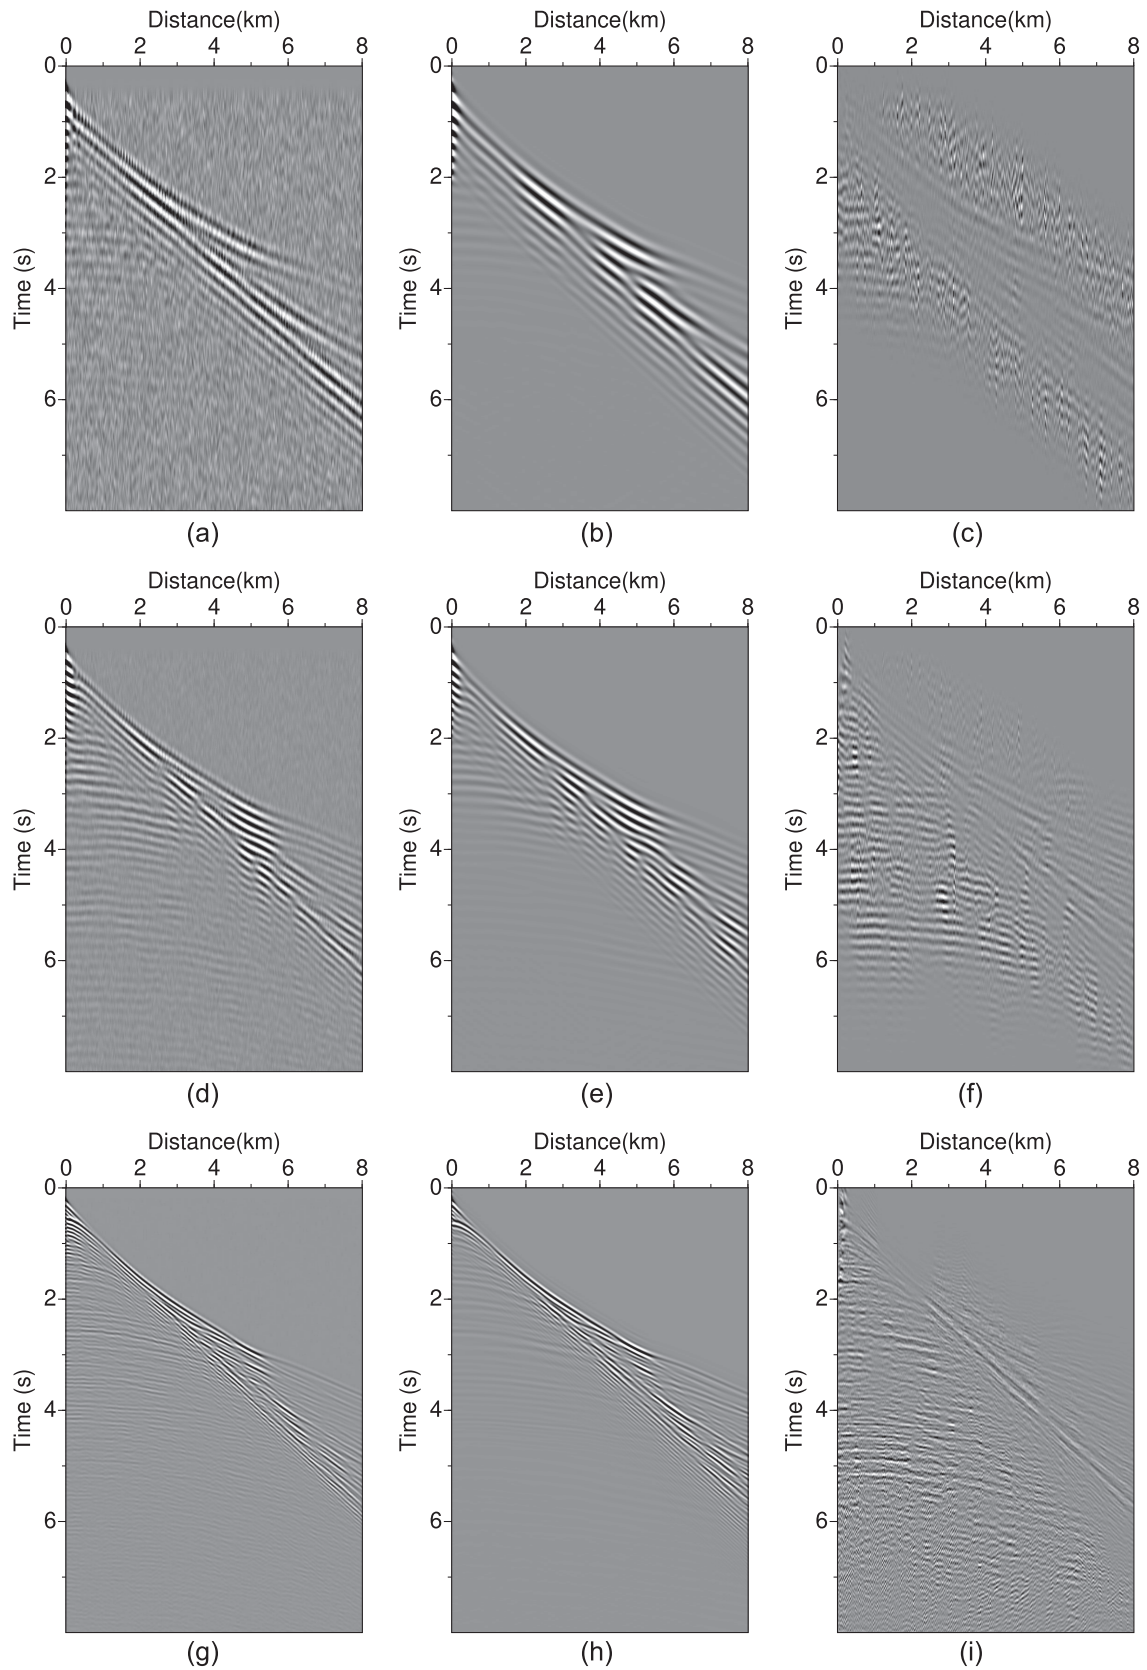 Distance(km) Distance(km) Distance(km)
0 2 4 6 8 0 2 4 6 8 0 2 4 6 8
0 0 0
2 2 2
Time (s) Time (s) Time (s)
4 4 4
6 6 6
(a) (b) (c)
Distance(km) Distance(km) Distance(km)
0 2 4 6 8 0 2 4 6 8 0 2 4 6 8
0 0 0
2 2 2
Time (s) Time (s) Time (s)
4 4 4
6 6 6
(d) (e) (f)
Distance(km) Distance(km) Distance(km)
0 2 4 6 8 0 2 4 6 8 0 2 4 6 8
0 0 0
2 2 2
Time (s) Time (s) Time (s)
4 4 4
6 6 6
(g) (h) (i)